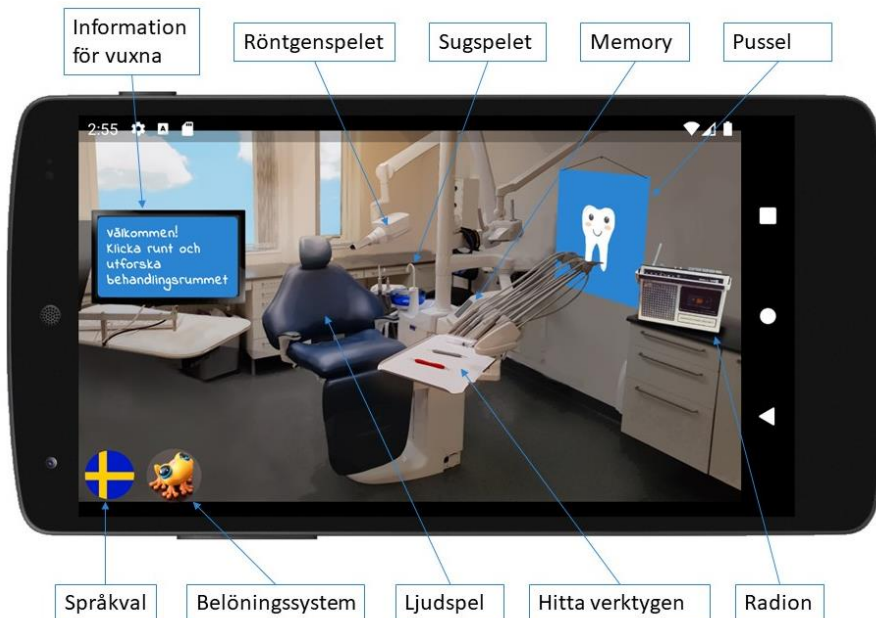 Information
för vuxna
Röntgenspelet
Sugspelet
Memory
Pussel
2:55
välkommen!
Klicka runt och
utforska
behandlingsrummet
Språkval
Belöningssystem
Ljudspel
Hitta verktygen
Radion